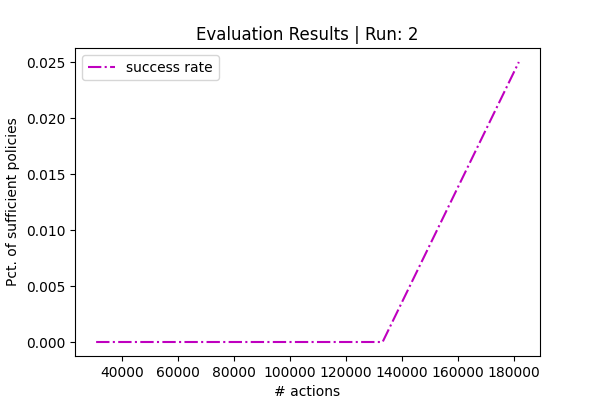 Evaluation Results | Run: 2
success rate
Pct. of sufficient policies
0.025
0.020
0.015
0.010
0.005
0.000
40000 60000 80000 100000 120000 140000 160000 180000
# actions